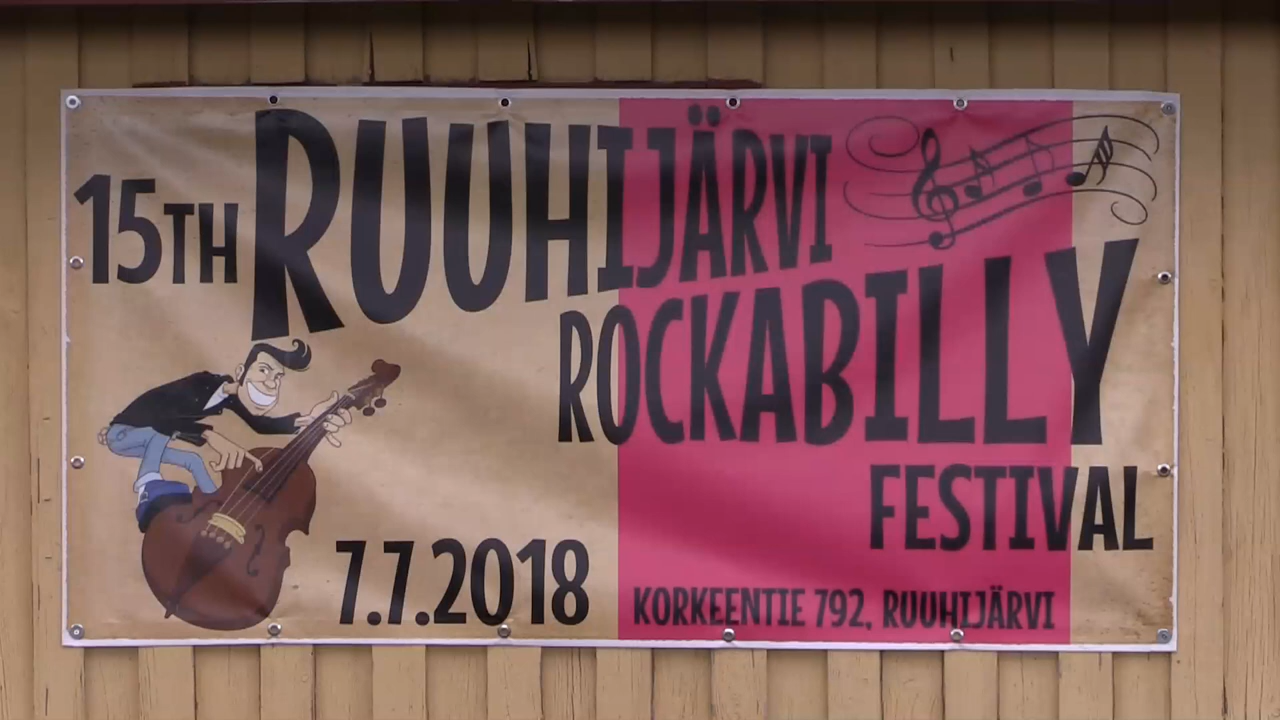 15TH RUUHIJÄRVI
ROCKABILLY
FESTIVAL
7.7.2018
KORKEENTIE 792, RUUHIJÄRVI